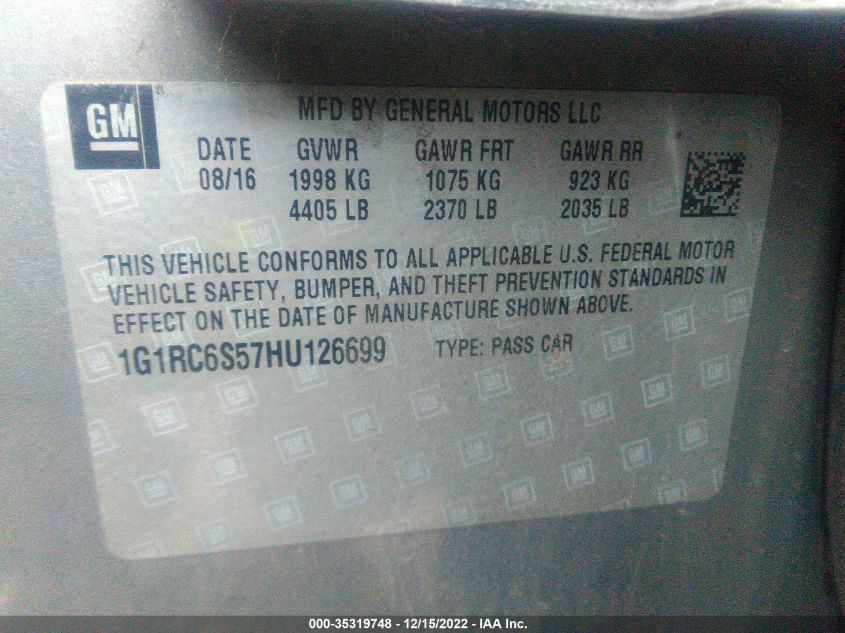 GM ®
MFD BY GENERAL MOTORS LLC
DATE GVWR GAWR FRT GAWR RR
08/16 1998 KG 1075 KG 923 KG
4405 LB 2370 LB 2035 LB
THIS VEHICLE CONFORMS TO ALL APPLICABLE U.S. FEDERAL MOTOR
VEHICLE SAFETY, BUMPER, AND THEFT PREVENTION STANDARDS IN
EFFECT ON THE DATE OF MANUFACTURE SHOWN ABOVE.
1G1RC6S57HU126699 TYPE: PASS CAR
000-35319748 - 12/15/2022 - IAA Inc.